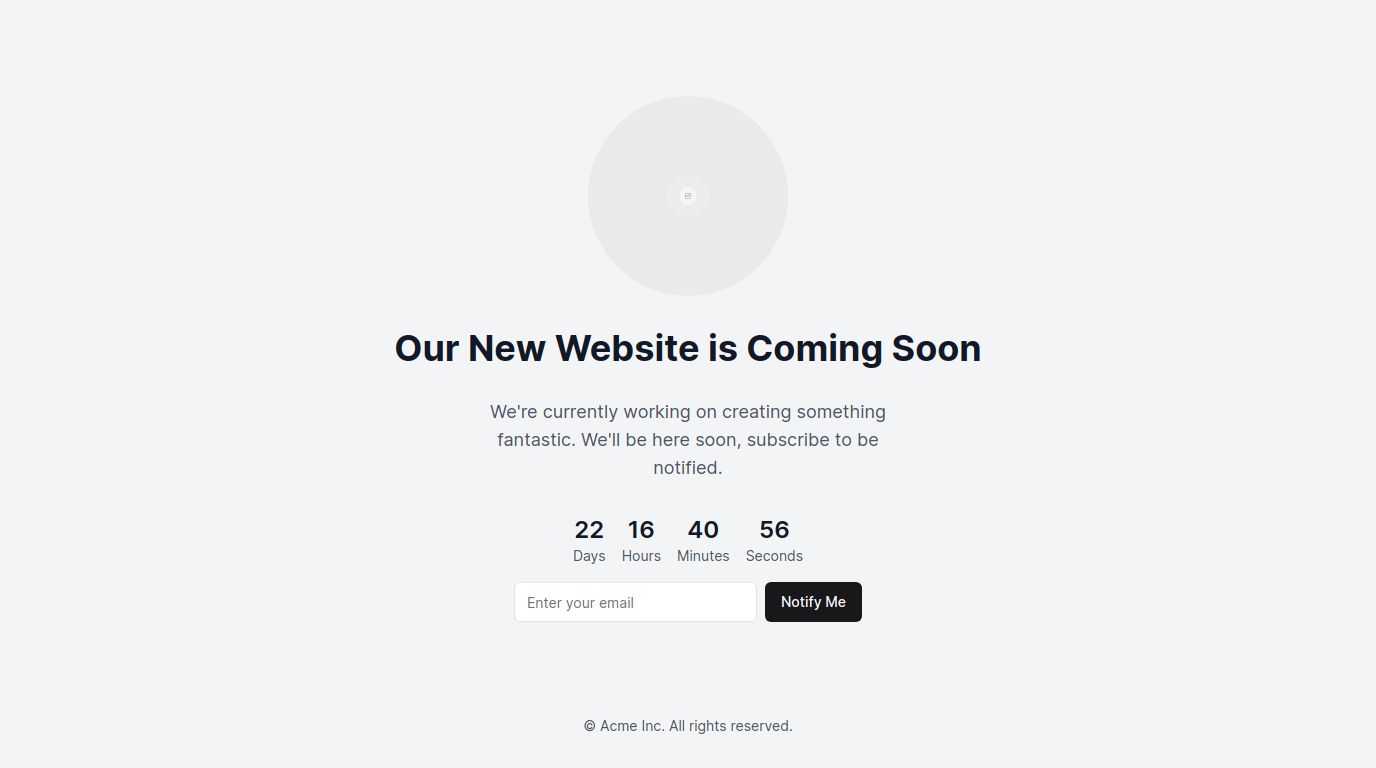 Our New Website is Coming Soon
We're currently working on creating something
fantastic. We'll be here soon, subscribe to be
notified.
22 16 40 56
Days Hours Minutes Seconds
Enter your email Notify Me
© Acme Inc. All rights reserved.